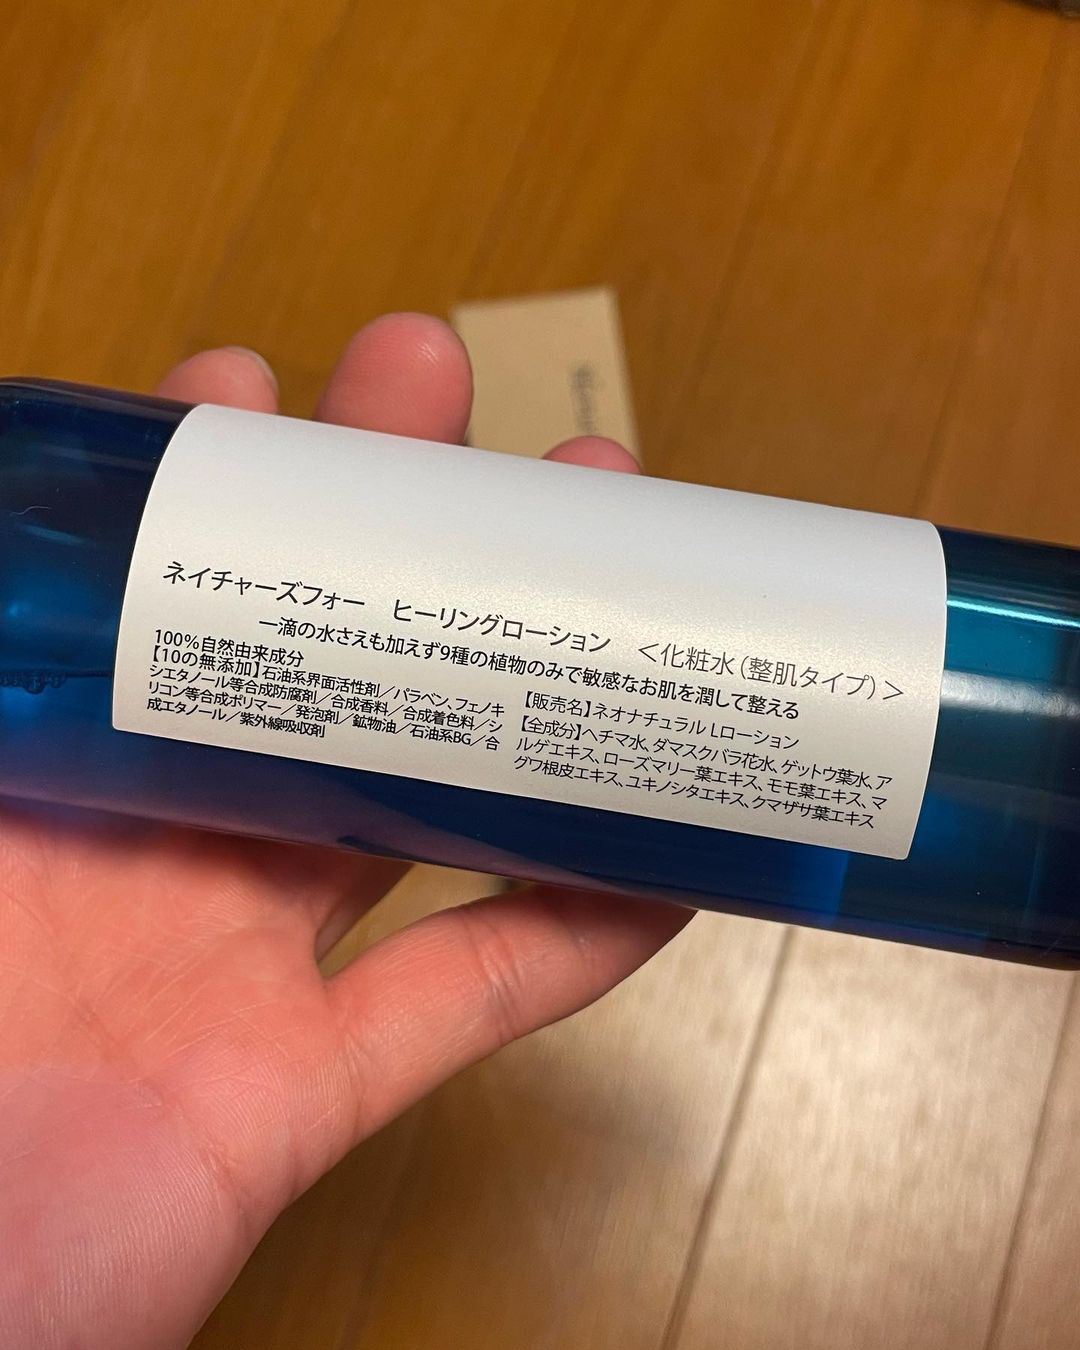 ネイチャーズフォー　ヒーリングローション　＜化粧水（整肌タイプ）＞
一滴の水さえも加えず9種の植物のみで敏感なお肌を潤して整える
100%自然由来成分
【10の無添加】石油系界面活性剤／パラベン、フェノキ
シエタノール等合成防腐剤／合成香料／合成着色料／シ
リコン等合成ポリマー／発泡剤／鉱物油／石油系BG／合
成エタノール／紫外線吸収剤
【販売名】ネオナチュラル Lローション
【全成分】ヘチマ水、ダマスクバラ花水、ゲットウ葉水、ア
ルゲエキス、ローズマリー葉エキス、モモ葉エキス、マ
グワ根皮エキス、ユキノシタエキス、クマザサ葉エキス